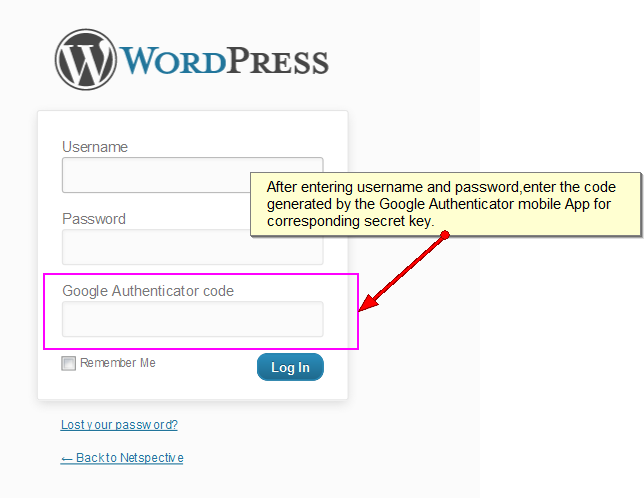 WORDPRESS
Username
After entering username and password,enter the code
generated by the Google Authenticator mobile App for
corresponding secret key.
Password
Google Authenticator code
Remember Me
Log In
Lost your password?
← Back to Netspective